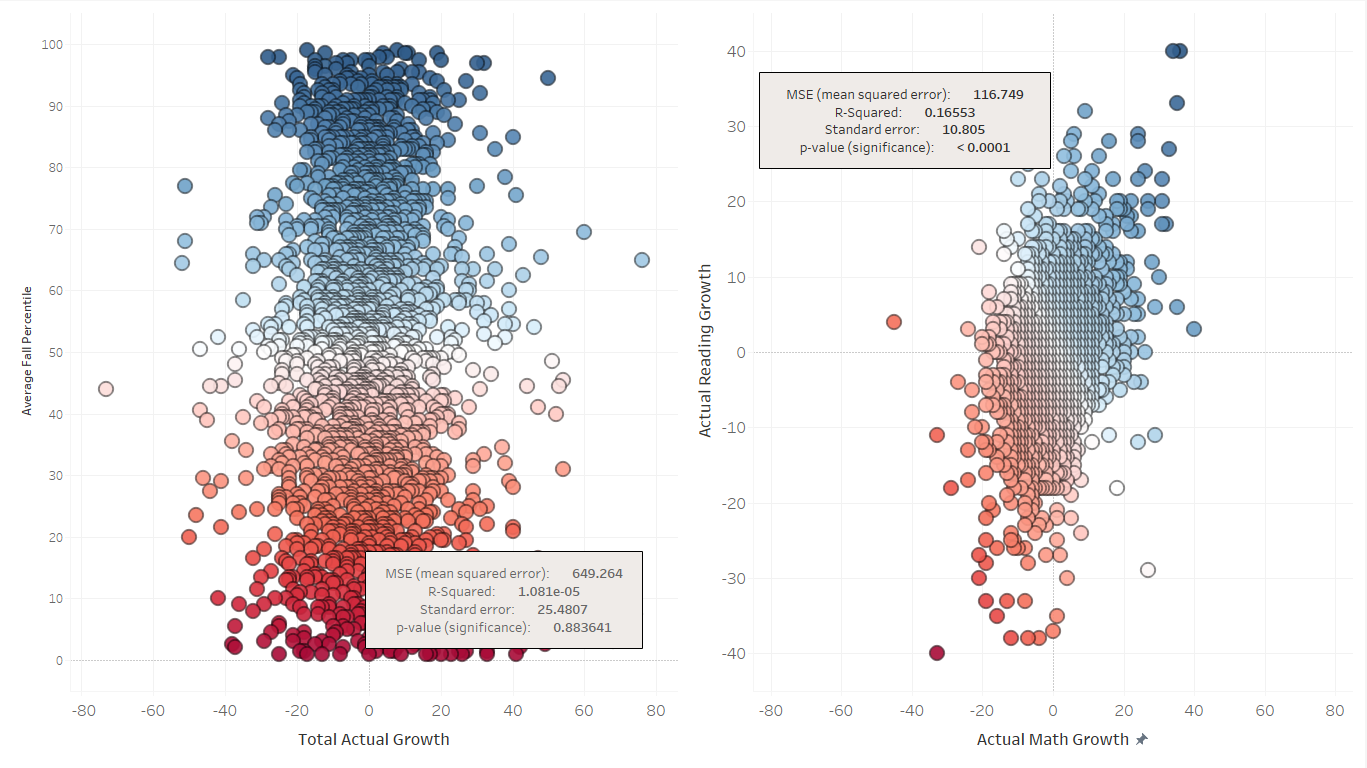 100
90
80
70
60
50
40
30
20
10
0
Average Fall Percentile
-80 -60 -40 -20 0 20 40 60 80
Total Actual Growth
MSE (mean squared error): 649.264
R-Squared: 1.081e-05
Standard error: 25.4807
p-value (significance): 0.883641
40
30
20
10
0
-10
-20
-30
-40
Actual Reading Growth
-80 -60 -40 -20 0 20 40 60 80
Actual Math Growth
MSE (mean squared error): 116.749
R-Squared: 0.16553
Standard error: 10.805
p-value (significance): < 0.0001